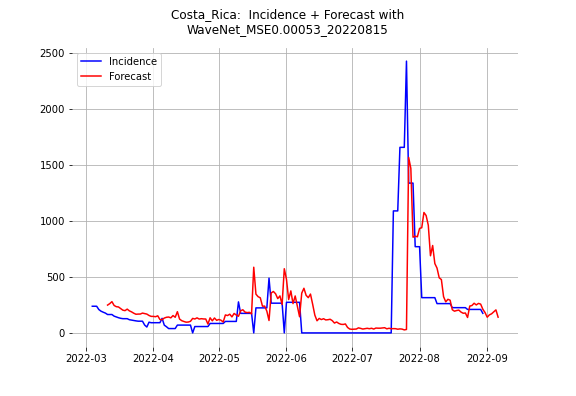 Costa_Rica:  Incidence + Forecast with
WaveNet_MSE0.00053_20220815
Incidence
Forecast
2500
2000
1500
1000
500
0
2022-03 2022-04 2022-05 2022-06 2022-07 2022-08 2022-09